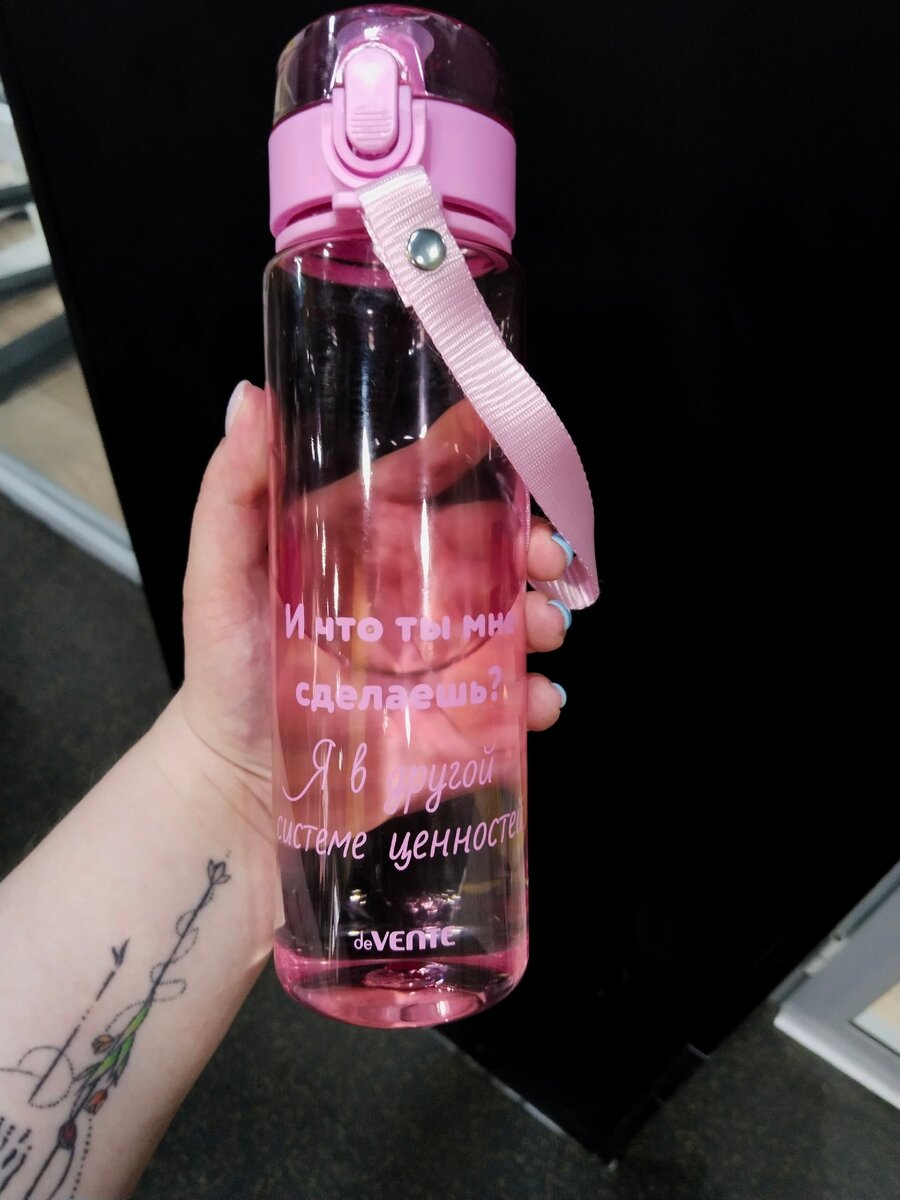 И что ты мне
сделаешь?
Я в другой
системе ценностей
deVENTE